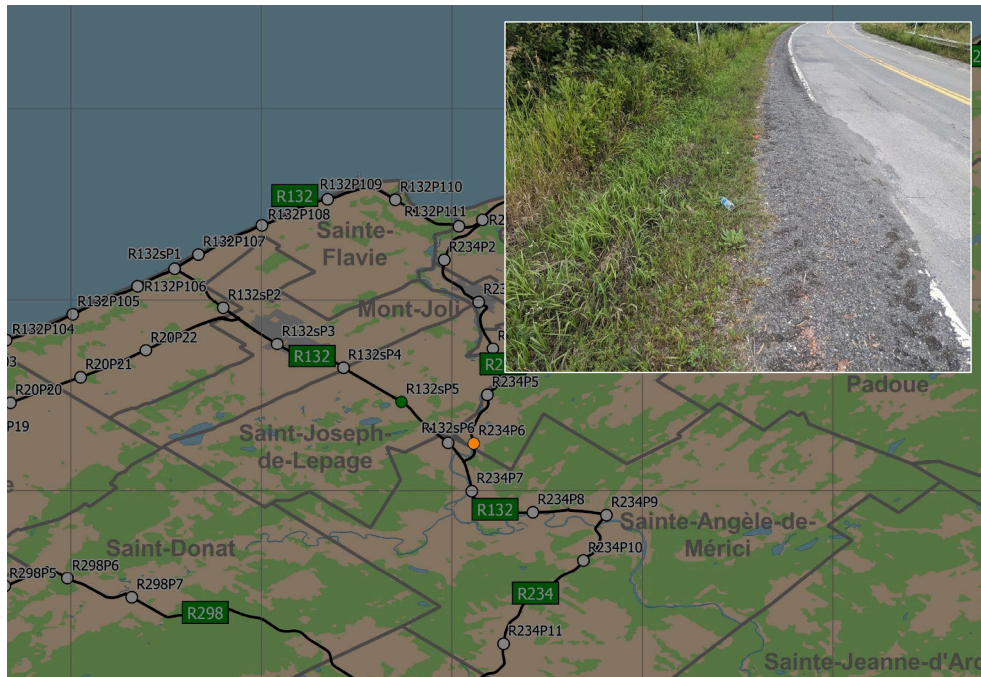 R132
R132P109
R132P110
R132P108
R132P111
Sainte-
Flavie
R132P107
R132sP1
R234P2
R132P106
R132P105
R132sP2
Mont-Joli
R132P104
R20P22
R132sP3
R132
R132sP4
R20P21
R20P20
R132sP5
R234P5
Padoue
P19
R132sP6
R234P6
Saint-Joseph-
de-Lepage
R234P7
R132
R234P8
R234P9
Sainte-Angèle-de-
Mérici
Saint-Donat
R234P10
R298P5
R298P6
R298P7
R298
R234
R234P11
Sainte-Jeanne-d'Arc